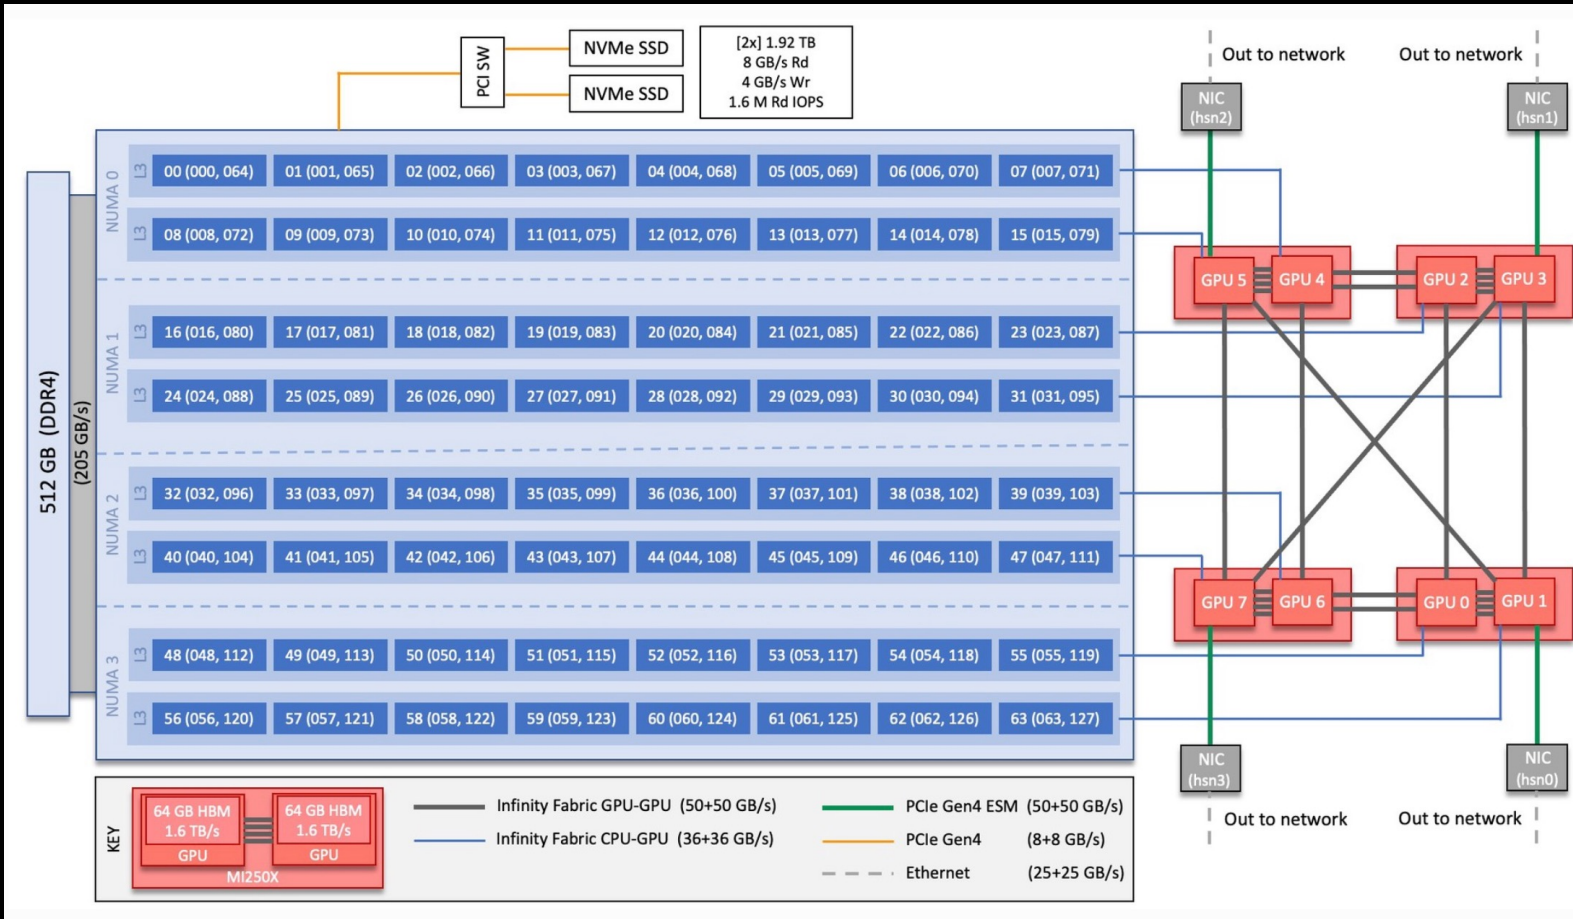 PCI SW
NVMe SSD
NVMe SSD
[2x] 1.92 TB
8 GB/s Rd
4 GB/s Wr
1.6 M Rd IOPS
Out to network
Out to network
NIC
(hsn2)
NIC
(hsn1)
512 GB (DDR4)
(205 GB/s)
NUMA 0
L3
00 (000, 064) 01 (001, 065) 02 (002, 066) 03 (003, 067) 04 (004, 068) 05 (005, 069) 06 (006, 070) 07 (007, 071)
L3
08 (008, 072) 09 (009, 073) 10 (010, 074) 11 (011, 075) 12 (012, 076) 13 (013, 077) 14 (014, 078) 15 (015, 079)
NUMA 1
L3
16 (016, 080) 17 (017, 081) 18 (018, 082) 19 (019, 083) 20 (020, 084) 21 (021, 085) 22 (022, 086) 23 (023, 087)
L3
24 (024, 088) 25 (025, 089) 26 (026, 090) 27 (027, 091) 28 (028, 092) 29 (029, 093) 30 (030, 094) 31 (031, 095)
NUMA 2
L3
32 (032, 096) 33 (033, 097) 34 (034, 098) 35 (035, 099) 36 (036, 100) 37 (037, 101) 38 (038, 102) 39 (039, 103)
L3
40 (040, 104) 41 (041, 105) 42 (042, 106) 43 (043, 107) 44 (044, 108) 45 (045, 109) 46 (046, 110) 47 (047, 111)
NUMA 3
L3
48 (048, 112) 49 (049, 113) 50 (050, 114) 51 (051, 115) 52 (052, 116) 53 (053, 117) 54 (054, 118) 55 (055, 119)
L3
56 (056, 120) 57 (057, 121) 58 (058, 122) 59 (059, 123) 60 (060, 124) 61 (061, 125) 62 (062, 126) 63 (063, 127)
GPU 5 GPU 4 GPU 2 GPU 3
GPU 7 GPU 6 GPU 0 GPU 1
NIC
(hsn3)
NIC
(hsn0)
Out to network
Out to network
KEY
64 GB HBM
1.6 TB/s
GPU
64 GB HBM
1.6 TB/s
GPU
MI250X
Infinity Fabric GPU-GPU (50+50 GB/s)
Infinity Fabric CPU-GPU (36+36 GB/s)
PCIe Gen4 ESM (50+50 GB/s)
PCIe Gen4 (8+8 GB/s)
Ethernet (25+25 GB/s)